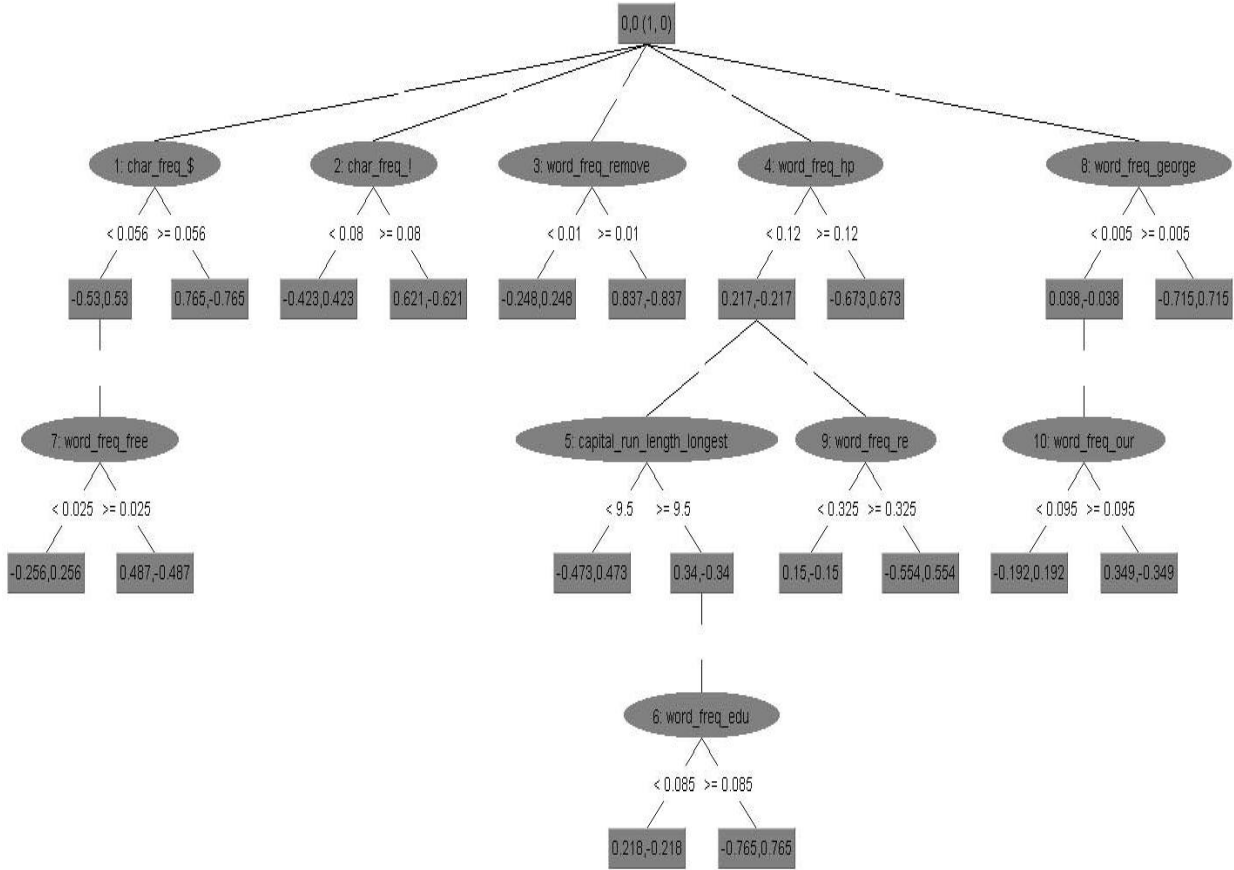 0,0 (1, 0)
1: char_freq_$ 2: char_freq_! 3: word_freq_remove 4: word_freq_hp 8: word_freq_george
< 0.056 >= 0.056 < 0.08 >= 0.08 < 0.01 >= 0.01 < 0.12 >= 0.12 < 0.005 >= 0.005
-0.53,0.53 0.765,-0.765 -0.423,0.423 0.621,-0.621 -0.248,0.248 0.837,-0.837 0.217,-0.217 -0.673,0.673 0.038,-0.038 -0.715,0.715
7: word_freq_free 5: capital_run_length_longest 9: word_freq_re 10: word_freq_our
< 0.025 >= 0.025 < 9.5 >= 9.5 < 0.325 >= 0.325 < 0.095 >= 0.095
-0.256,0.256 0.487,-0.487 -0.473,0.473 0.34,-0.34 0.15,-0.15 -0.554,0.554 -0.192,0.192 0.349,-0.349
6: word_freq_edu
< 0.085 >= 0.085
0.218,-0.218 -0.765,0.765